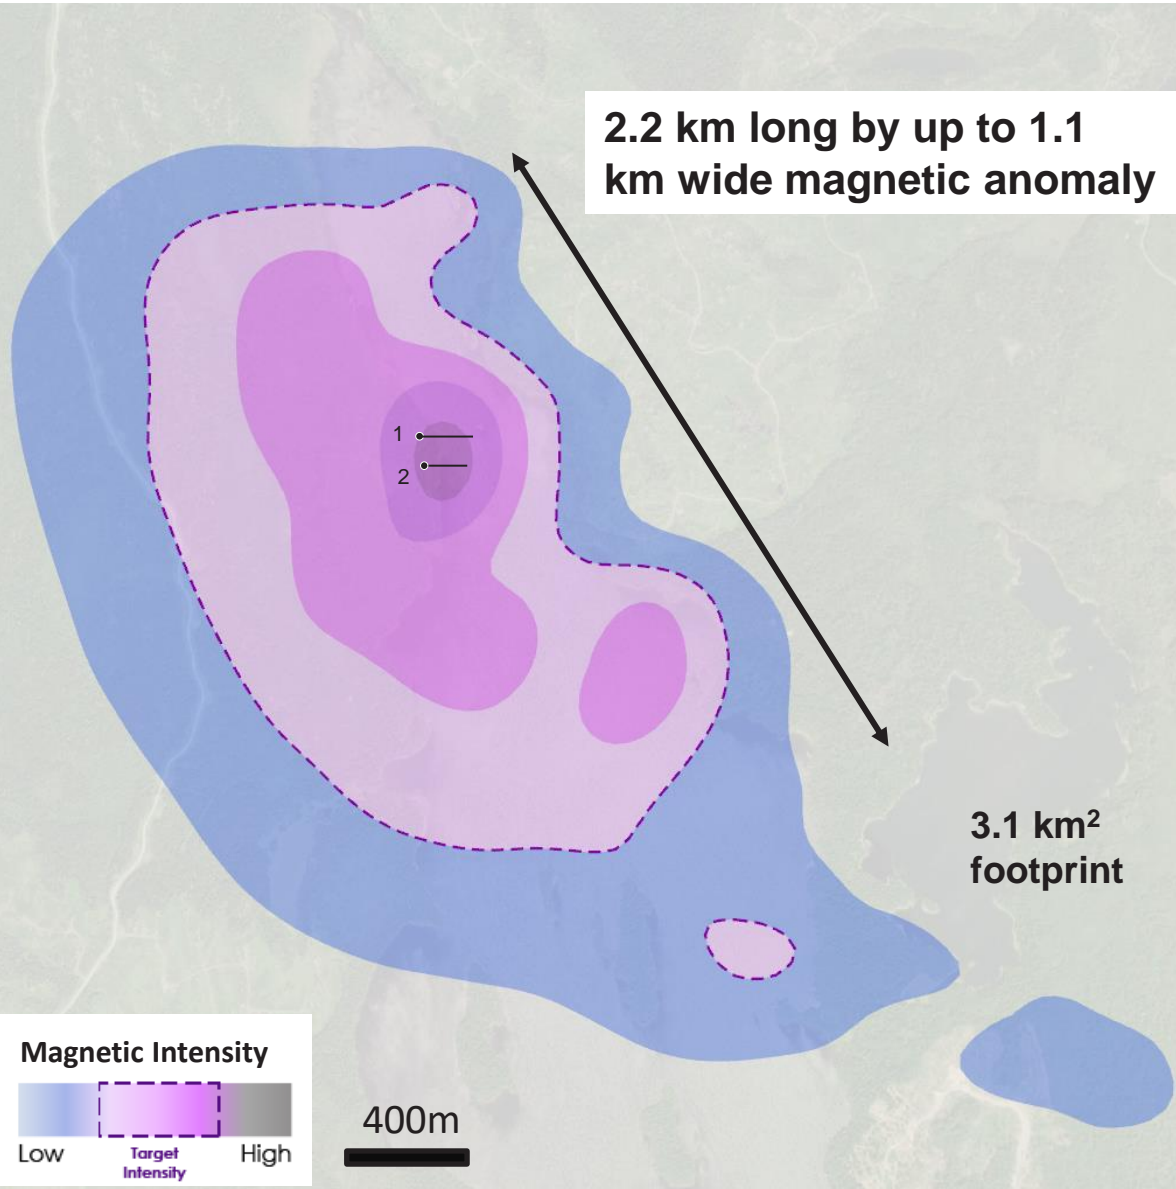 2.2 km long by up to 1.1
km wide magnetic anomaly
1
2
3.1 km²
footprint
Magnetic Intensity
Low
Target
Intensity
High
400m